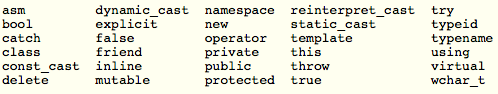 asm dynamic_cast namespace reinterpret_cast try
bool explicit new static_cast typeid
catch false operator template typename
class friend private this using
const_cast inline public throw virtual
delete mutable protected true wchar_t